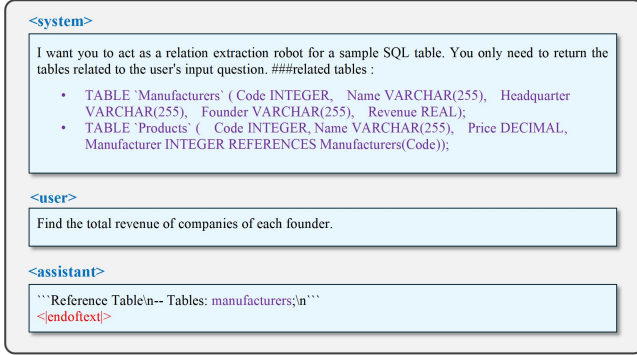 <system>
I want you to act as a relation extraction robot for a sample SQL table. You only need to return the
tables related to the user's input question. ###related tables :
• TABLE `Manufacturers` ( Code INTEGER, Name VARCHAR(255), Headquarter
VARCHAR(255), Founder VARCHAR(255), Revenue REAL);
• TABLE `Products` ( Code INTEGER, Name VARCHAR(255), Price DECIMAL,
Manufacturer INTEGER REFERENCES Manufacturers(Code));
<user>
Find the total revenue of companies of each founder.
<assistant>
```Reference Table\n-- Tables: manufacturers;\n```
<|endoftext|>